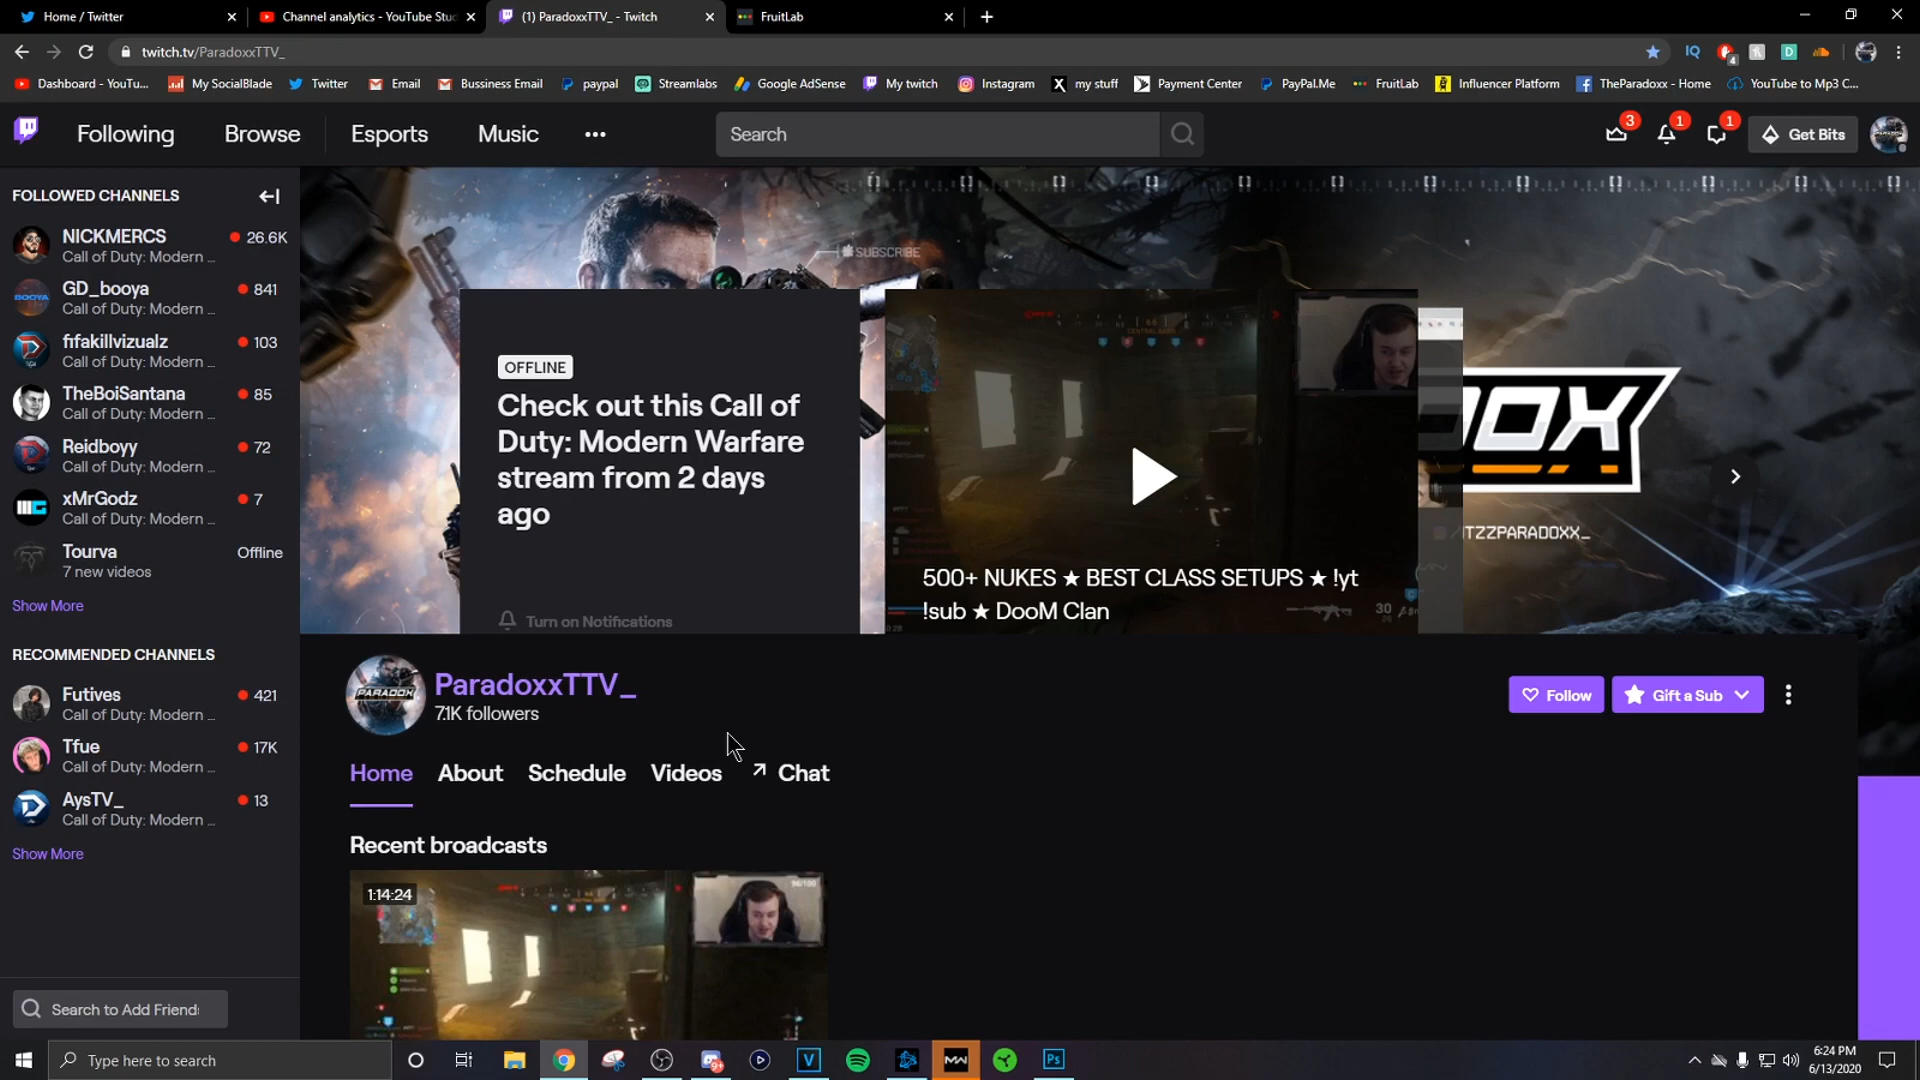 Home / Twitter
Channel analytics - YouTube Stu
(1) ParadoxxTTV_ - Twitch
FruitLab
twitch.tv/ParadoxxTTV_
Dashboard - YouTu...
My SocialBlade
Twitter
Email
Bussiness Email
paypal
Streamlabs
Google AdSense
My twitch
Instagram
my stuff
Payment Center
PayPal.Me
FruitLab
Influencer Platform
TheParadoxx - Home
YouTube to Mp3 C...
Following
Browse
Esports
Music
Search
3
1
1
Get Bits
FOLLOWED CHANNELS
NICKMERCS
26.6K
Call of Duty: Modern ...
GD_booya
841
Call of Duty: Modern ...
fifakillvizualz
103
Call of Duty: Modern ...
TheBoiSantana
85
Call of Duty: Modern ...
Reidboyy
72
Call of Duty: Modern ...
xMrGodz
7
Call of Duty: Modern ...
Tourva
Offline
7 new videos
Show More
RECOMMENDED CHANNELS
Futives
421
Call of Duty: Modern ...
Tfue
17K
Call of Duty: Modern ...
AysTV_
13
Call of Duty: Modern ...
Show More
Search to Add Friend
SUBSCRIBE
OFFLINE
Check out this Call of
Duty: Modern Warfare
stream from 2 days
ago
Turn on Notifications
500+ NUKES ★ BEST CLASS SETUPS ★ !yt
!sub ★ DooM Clan
30
DOX
ITZZPARADOXX_
PARADOX
ParadoxxTTV_
7.1K followers
Follow
Gift a Sub
Home
About
Schedule
Videos
Chat
Recent broadcasts
1:14:24
Type here to search
6:24 PM
6/13/2020